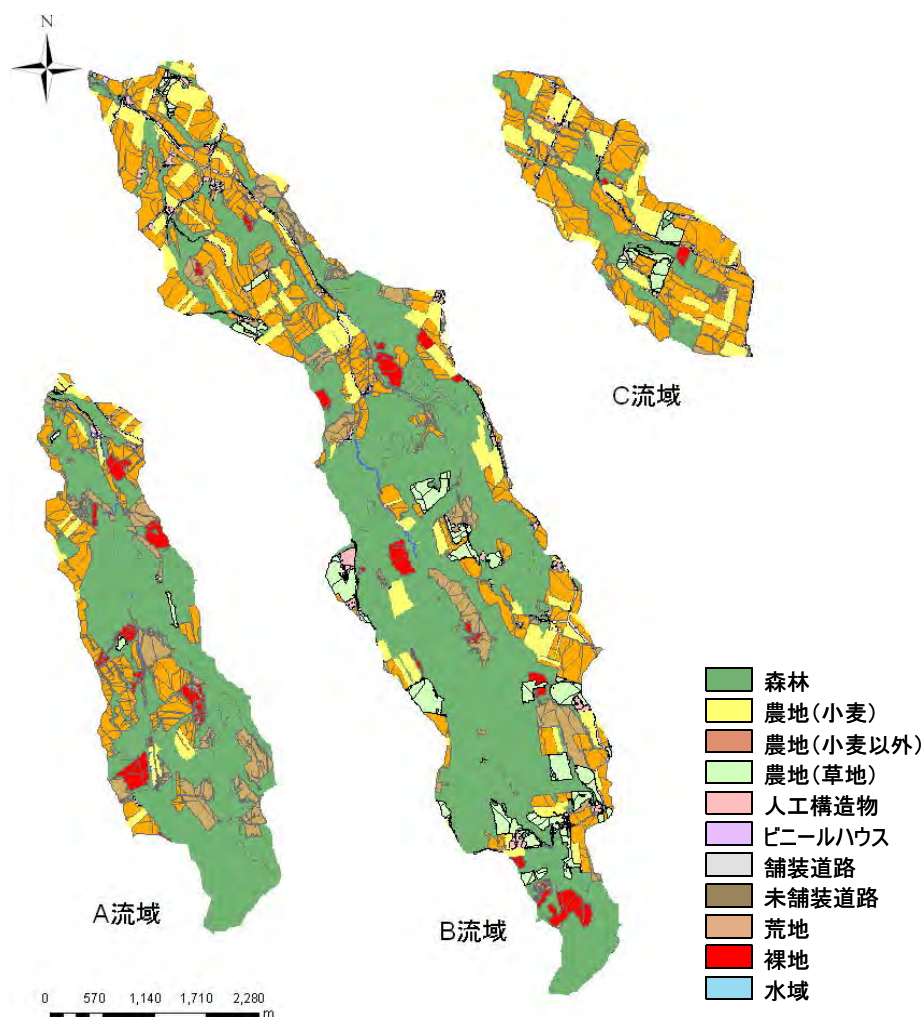 N
C流域
A流域
B流域
森林
農地(小麦)
農地(小麦以外)
農地(草地)
人工構造物
ビニールハウス
舗装道路
未舗装道路
荒地
裸地
水域
0 570 1,140 1,710 2,280
m